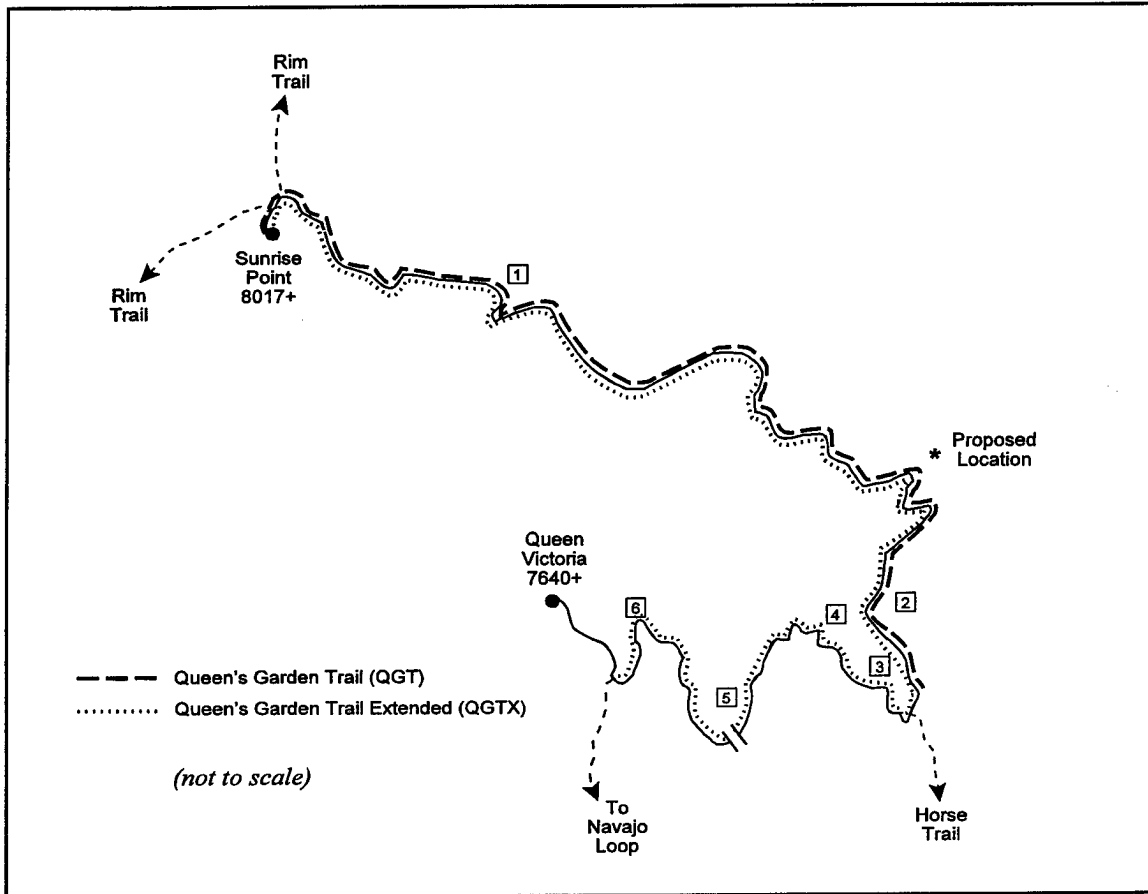 Rim
Trail
Sunrise
Point
8017+
Rim
Trail
1
*
Proposed
Location
Queen
Victoria
7640+
6
2
4
3
5
Queen's Garden Trail (QGT)
Queen's Garden Trail Extended (QGTX)
(not to scale)
To
Navajo
Loop
Horse
Trail